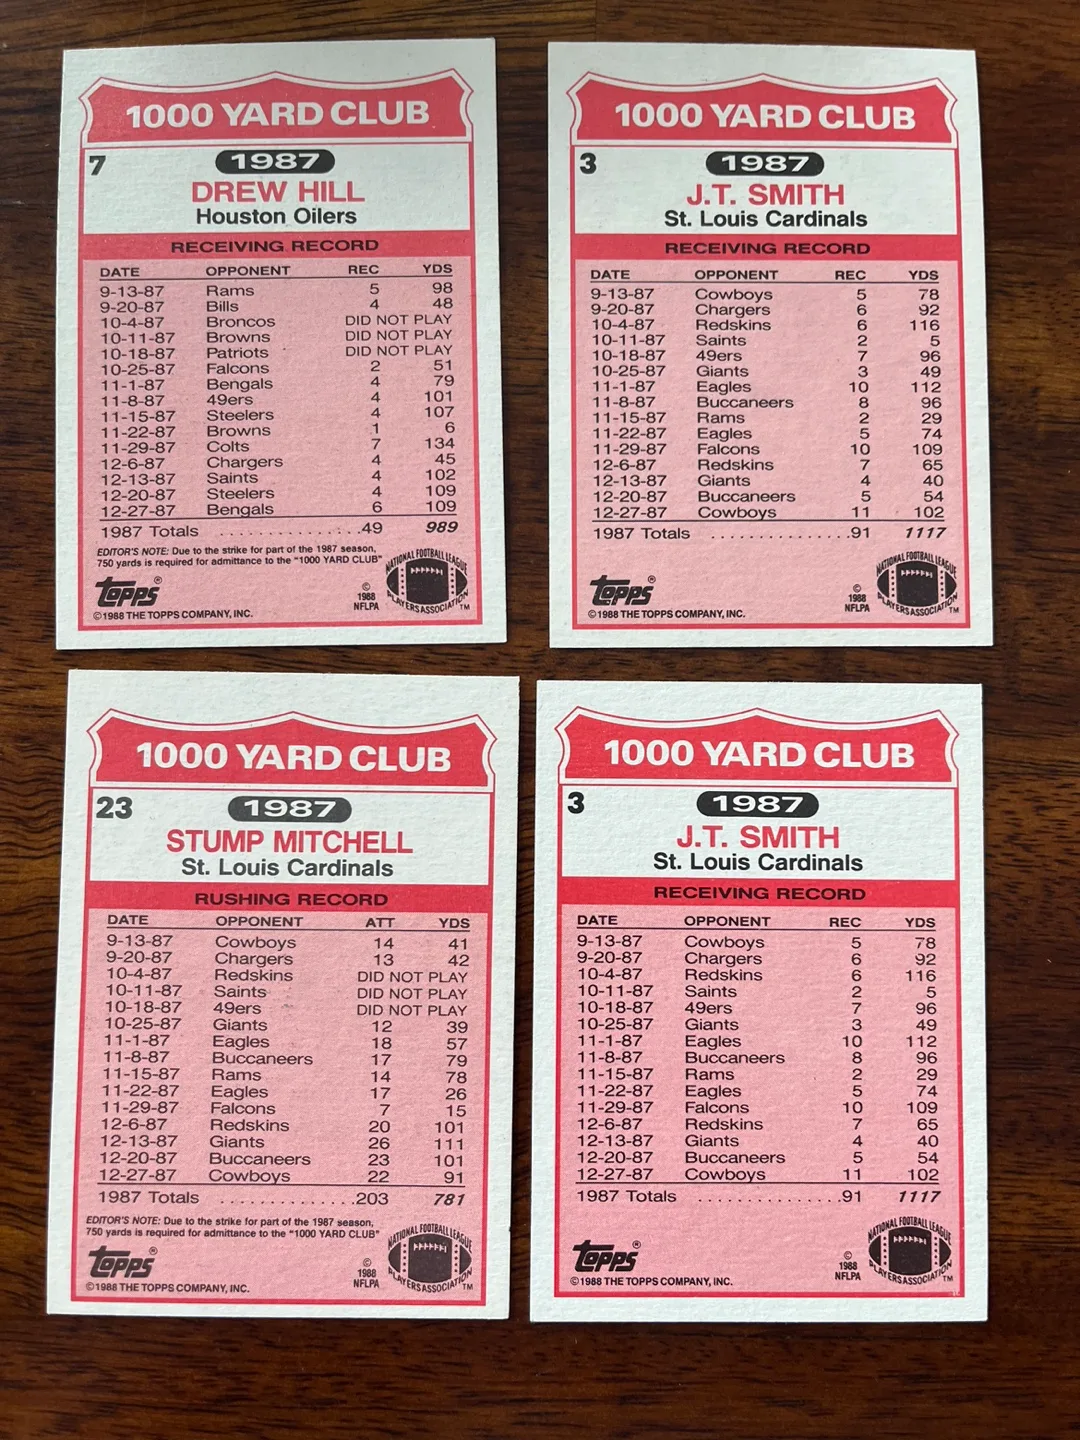 1000 YARD CLUB
7
1987
DREW HILL
Houston Oilers
RECEIVING RECORD
DATE OPPONENT REC YDS
9-13-87 Rams 5 98
9-20-87 Bills 4 48
10-4-87 Broncos DID NOT PLAY
10-11-87 Browns DID NOT PLAY
10-18-87 Patriots DID NOT PLAY
10-25-87 Falcons 2 51
11-1-87 Bengals 4 79
11-8-87 49ers 4 101
11-15-87 Steelers 4 107
11-22-87 Browns 1 6
11-29-87 Colts 7 134
12-6-87 Chargers 4 45
12-13-87 Saints 4 102
12-20-87 Steelers 4 109
12-27-87 Bengals 6 109
1987 Totals . . . . . . . . . . . . . .49 989
EDITOR'S NOTE: Due to the strike for part of the 1987 season,
750 yards is required for admittance to the "1000 YARD CLUB"
Topps®
© 1988 NFLPA
NATIONAL FOOTBALL LEAGUE PLAYERS ASSOCIATION TM
©1988 THE TOPPS COMPANY, INC.
1000 YARD CLUB
3
1987
J.T. SMITH
St. Louis Cardinals
RECEIVING RECORD
DATE OPPONENT REC YDS
9-13-87 Cowboys 5 78
9-20-87 Chargers 6 92
10-4-87 Redskins 6 116
10-11-87 Saints 2 5
10-18-87 49ers 7 96
10-25-87 Giants 3 49
11-1-87 Eagles 10 112
11-8-87 Buccaneers 8 96
11-15-87 Rams 2 29
11-22-87 Eagles 5 74
11-29-87 Falcons 10 109
12-6-87 Redskins 7 65
12-13-87 Giants 4 40
12-20-87 Buccaneers 5 54
12-27-87 Cowboys 11 102
1987 Totals . . . . . . . . . . . . . .91 1117
Topps®
© 1988 NFLPA
NATIONAL FOOTBALL LEAGUE PLAYERS ASSOCIATION TM
©1988 THE TOPPS COMPANY, INC.
1000 YARD CLUB
23
1987
STUMP MITCHELL
St. Louis Cardinals
RUSHING RECORD
DATE OPPONENT ATT YDS
9-13-87 Cowboys 14 41
9-20-87 Chargers 13 42
10-4-87 Redskins DID NOT PLAY
10-11-87 Saints DID NOT PLAY
10-18-87 49ers DID NOT PLAY
10-25-87 Giants 12 39
11-1-87 Eagles 18 57
11-8-87 Buccaneers 17 79
11-15-87 Rams 14 78
11-22-87 Eagles 17 26
11-29-87 Falcons 7 15
12-6-87 Redskins 20 101
12-13-87 Giants 26 111
12-20-87 Buccaneers 23 101
12-27-87 Cowboys 22 91
1987 Totals . . . . . . . . . . . . . .203 781
EDITOR'S NOTE: Due to the strike for part of the 1987 season,
750 yards is required for admittance to the "1000 YARD CLUB"
Topps®
© 1988 NFLPA
NATIONAL FOOTBALL LEAGUE PLAYERS ASSOCIATION TM
©1988 THE TOPPS COMPANY, INC.
1000 YARD CLUB
3
1987
J.T. SMITH
St. Louis Cardinals
RECEIVING RECORD
DATE OPPONENT REC YDS
9-13-87 Cowboys 5 78
9-20-87 Chargers 6 92
10-4-87 Redskins 6 116
10-11-87 Saints 2 5
10-18-87 49ers 7 96
10-25-87 Giants 3 49
11-1-87 Eagles 10 112
11-8-87 Buccaneers 8 96
11-15-87 Rams 2 29
11-22-87 Eagles 5 74
11-29-87 Falcons 10 109
12-6-87 Redskins 7 65
12-13-87 Giants 4 40
12-20-87 Buccaneers 5 54
12-27-87 Cowboys 11 102
1987 Totals . . . . . . . . . . . . . .91 1117
Topps®
© 1988 NFLPA
NATIONAL FOOTBALL LEAGUE PLAYERS ASSOCIATION TM
©1988 THE TOPPS COMPANY, INC.